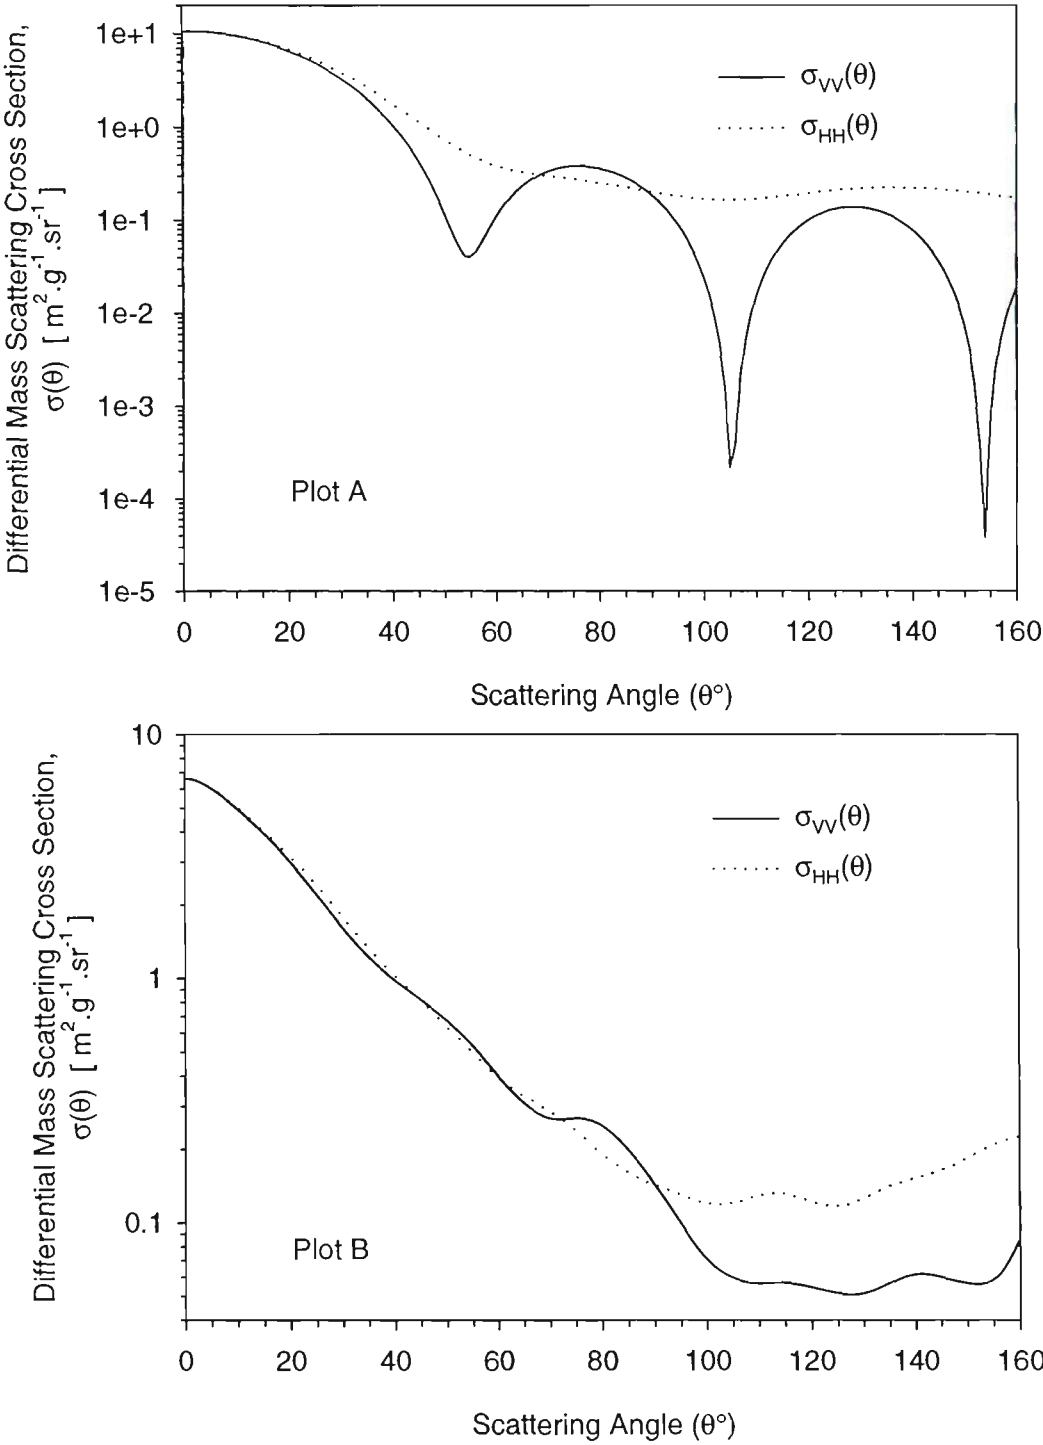 Differential Mass Scattering Cross Section,
σ(θ) [ m².g⁻¹.sr⁻¹ ]
1e+1
1e+0
1e-1
1e-2
1e-3
1e-4
1e-5
σVV(θ)
σHH(θ)
Plot A
0 20 40 60 80 100 120 140 160
Scattering Angle (θ°)
Differential Mass Scattering Cross Section,
σ(θ) [ m².g⁻¹.sr⁻¹ ]
10
1
0.1
σVV(θ)
σHH(θ)
Plot B
0 20 40 60 80 100 120 140 160
Scattering Angle (θ°)